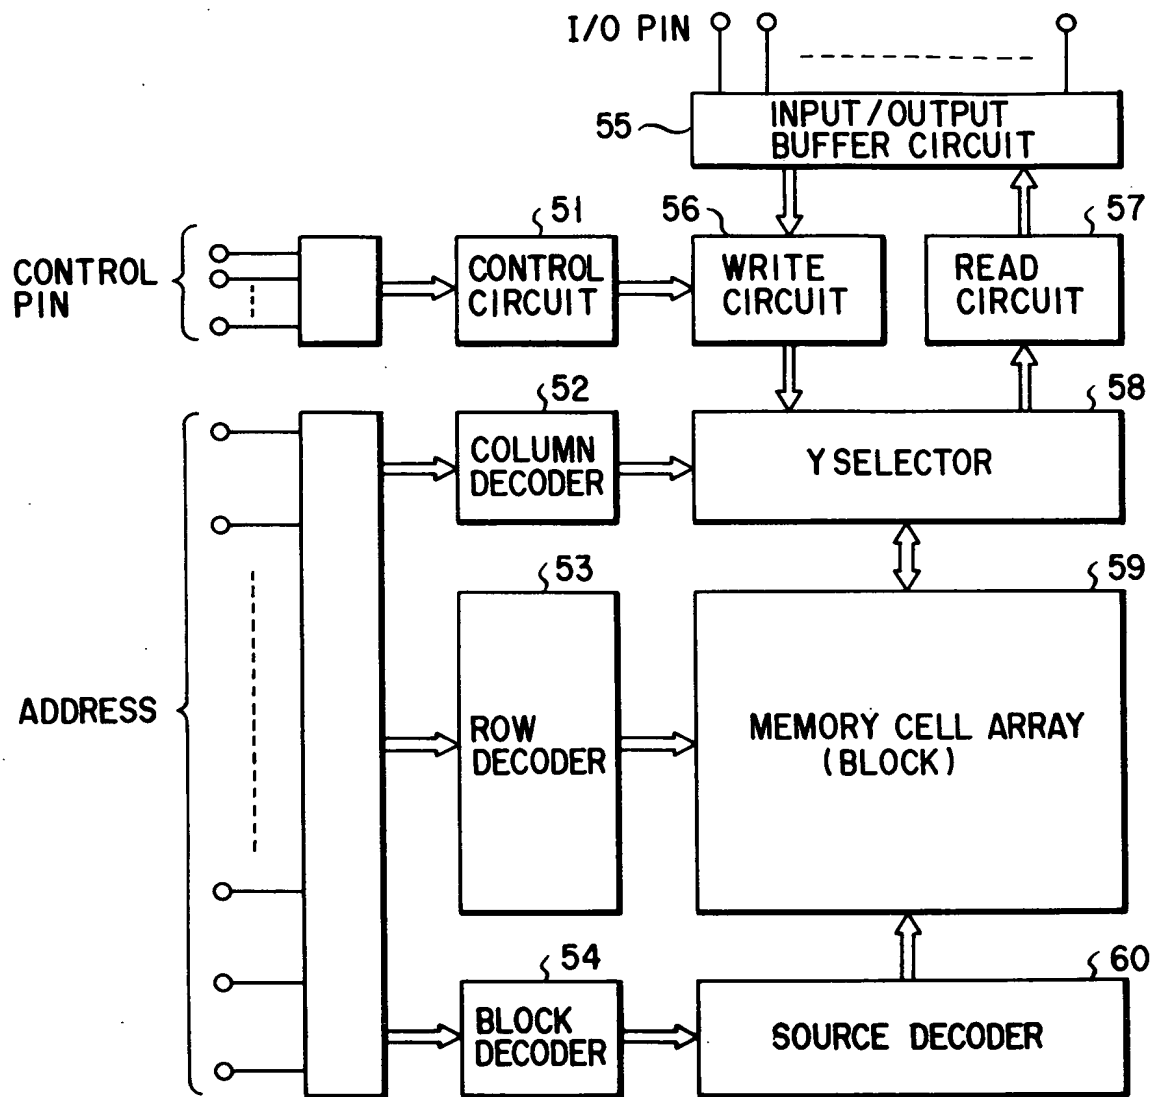 I/O PIN
55
INPUT/OUTPUT
BUFFER CIRCUIT
51
56
57
CONTROL
PIN
CONTROL
CIRCUIT
WRITE
CIRCUIT
READ
CIRCUIT
52
58
COLUMN
DECODER
Y SELECTOR
53
59
ADDRESS
ROW
DECODER
MEMORY CELL ARRAY
(BLOCK)
54
60
BLOCK
DECODER
SOURCE DECODER